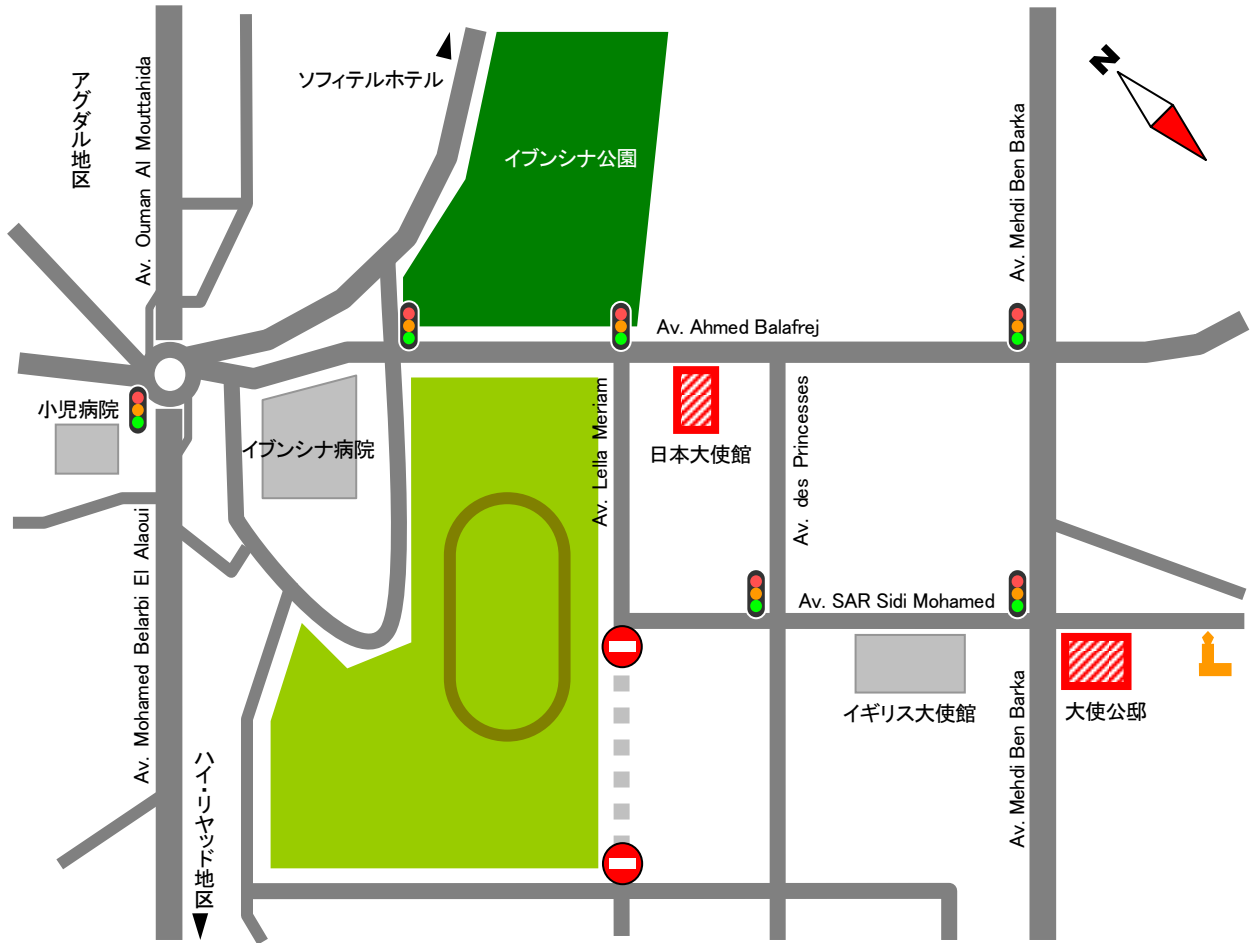 ソフィテルホテル
アグダル地区
Av. Ouman Al Mouttahida
イブンシナ公園
N
Av. Mehdi Ben Barka
Av. Ahmed Balafrej
小児病院
イブンシナ病院
Av. Lella Meriam
日本大使館
Av. des Princesses
Av. Mohamed Belarbi El Alaoui
Av. SAR Sidi Mohamed
イギリス大使館
大使公邸
Av. Mehdi Ben Barka
ハイ・リヤッド地区